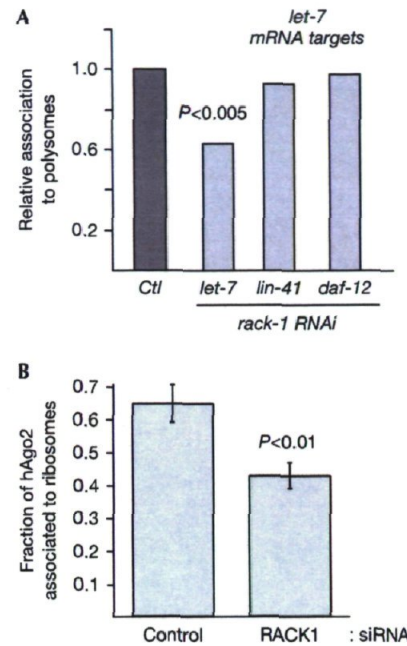 A
let-7
mRNA targets
Relative association
to polysomes
1.0
0.6
0.2
P<0.005
Ctl let-7 lin-41 daf-12
rack-1 RNAi
B
Fraction of hAgo2
associated to ribosomes
0.7
0.6
0.5
0.4
0.3
0.2
0.1
P<0.01
Control RACK1 : siRNA